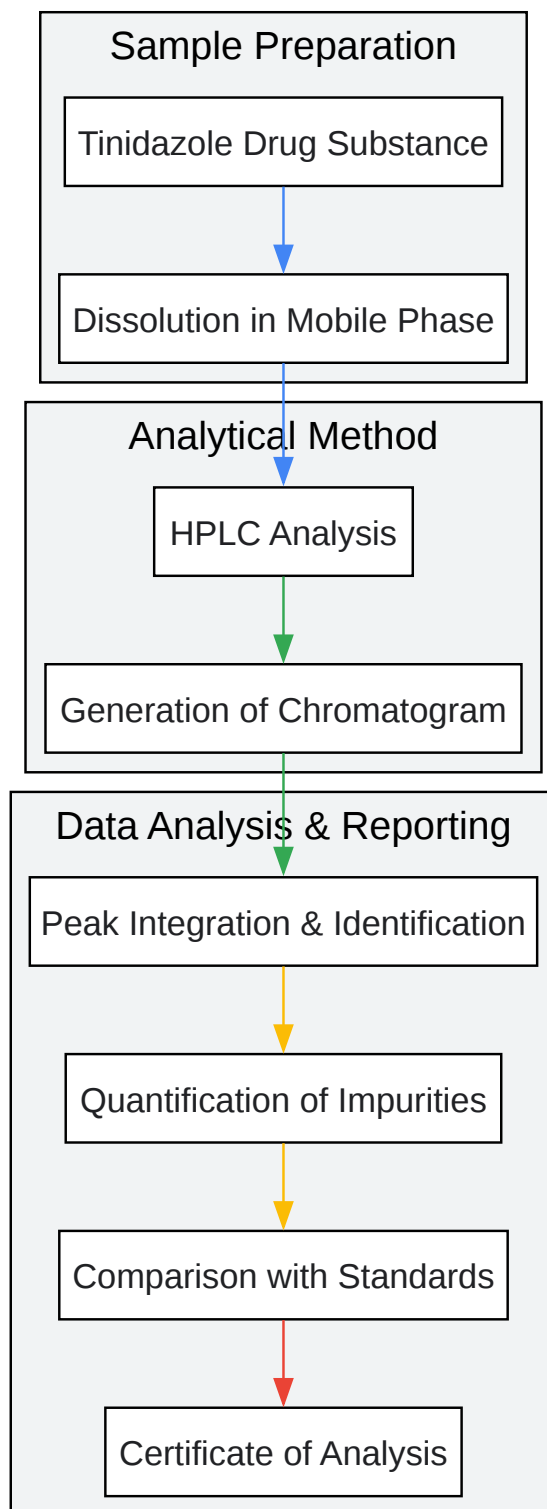 Sample Preparation
Tinidazole Drug Substance
Dissolution in Mobile Phase
Analytical Method
HPLC Analysis
Generation of Chromatogram
Data Analysis & Reporting
Peak Integration & Identification
Quantification of Impurities
Comparison with Standards
Certificate of Analysis